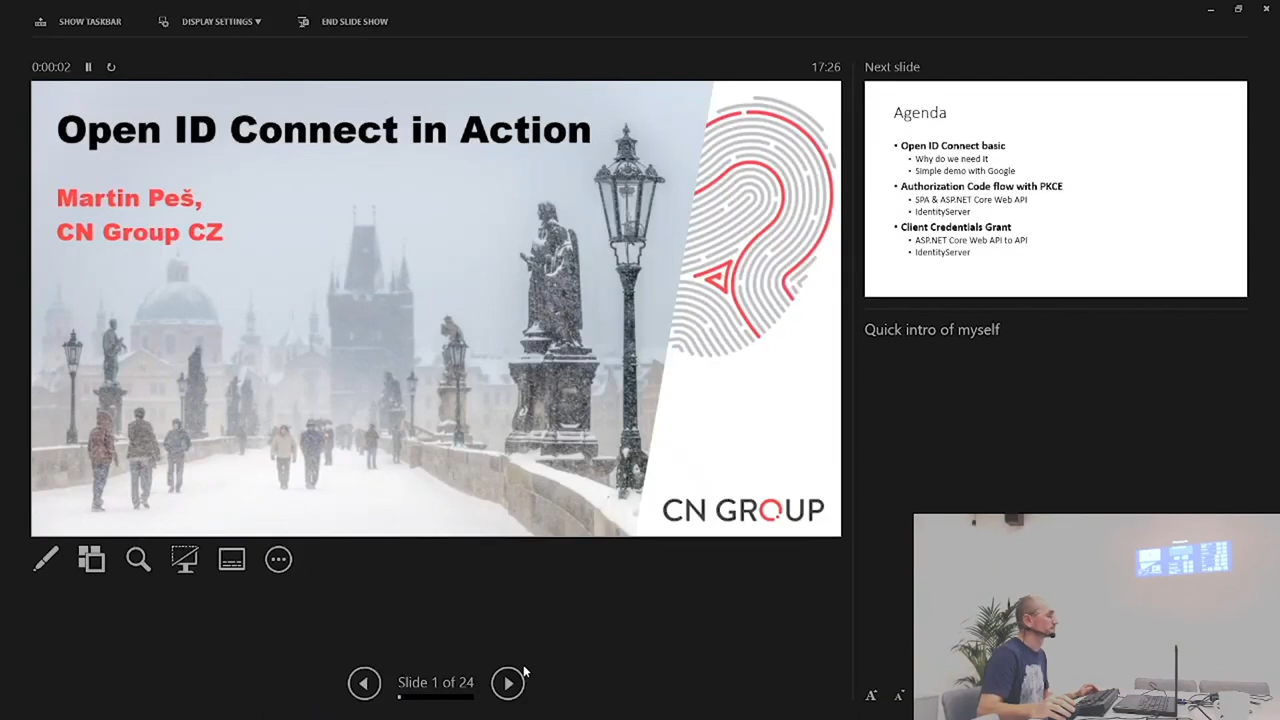 SHOW TASKBAR
DISPLAY SETTINGS ▼
END SLIDE SHOW
0:00:02
17:26
Open ID Connect in Action
Martin Peš,
CN Group CZ
CN GROUP
Next slide
Agenda
• Open ID Connect basic
• Why do we need it
• Simple demo with Google
• Authorization Code flow with PKCE
• SPA & ASP.NET Core Web API
• IdentityServer
• Client Credentials Grant
• ASP.NET Core Web API to API
• IdentityServer
Quick intro of myself
Slide 1 of 24
A
A